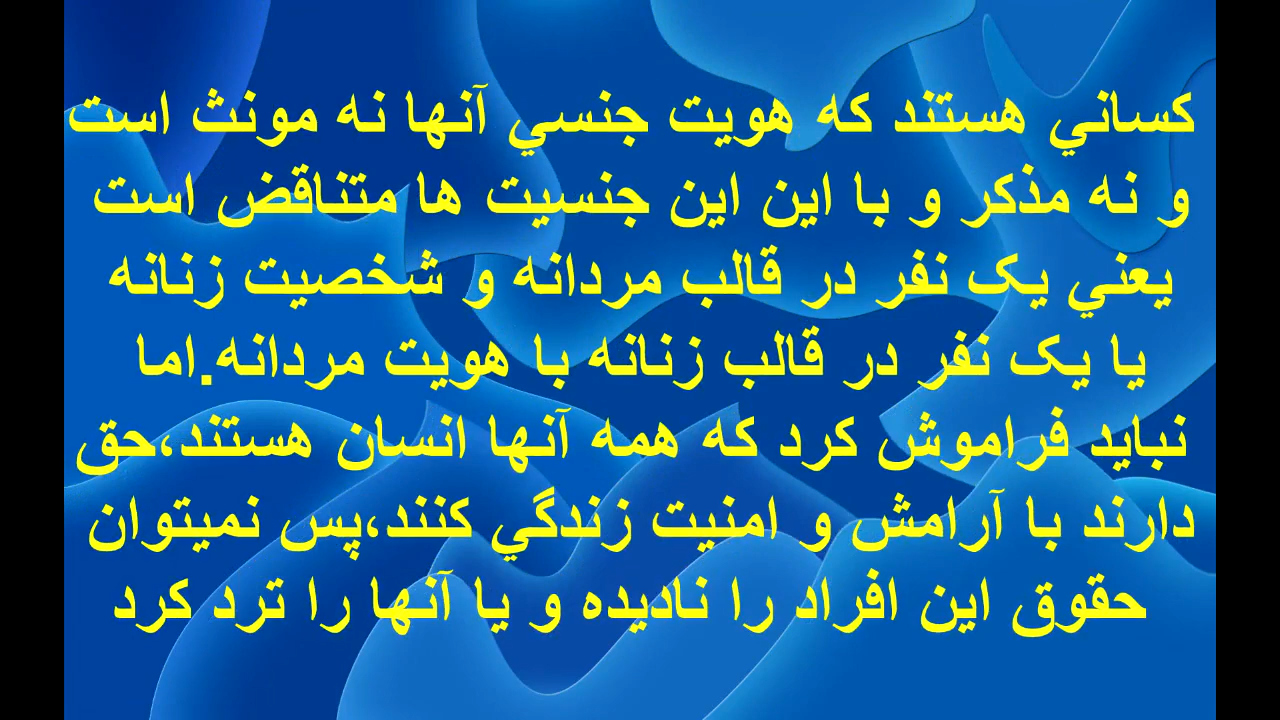 كساني هستند كه هويت جنسي آنها نه مونث است
و نه مذكر و با اين اين جنسيت ها متناقض است
يعني يک نفر در قالب مردانه و شخصيت زنانه
يا يک نفر در قالب زنانه با هويت مردانه.اما
نبايد فراموش كرد كه همه آنها انسان هستند،حق
دارند با آرامش و امنيت زندگي كنند،پس نميتوان
حقوق اين افراد را ناديده و يا آنها را ترد كرد